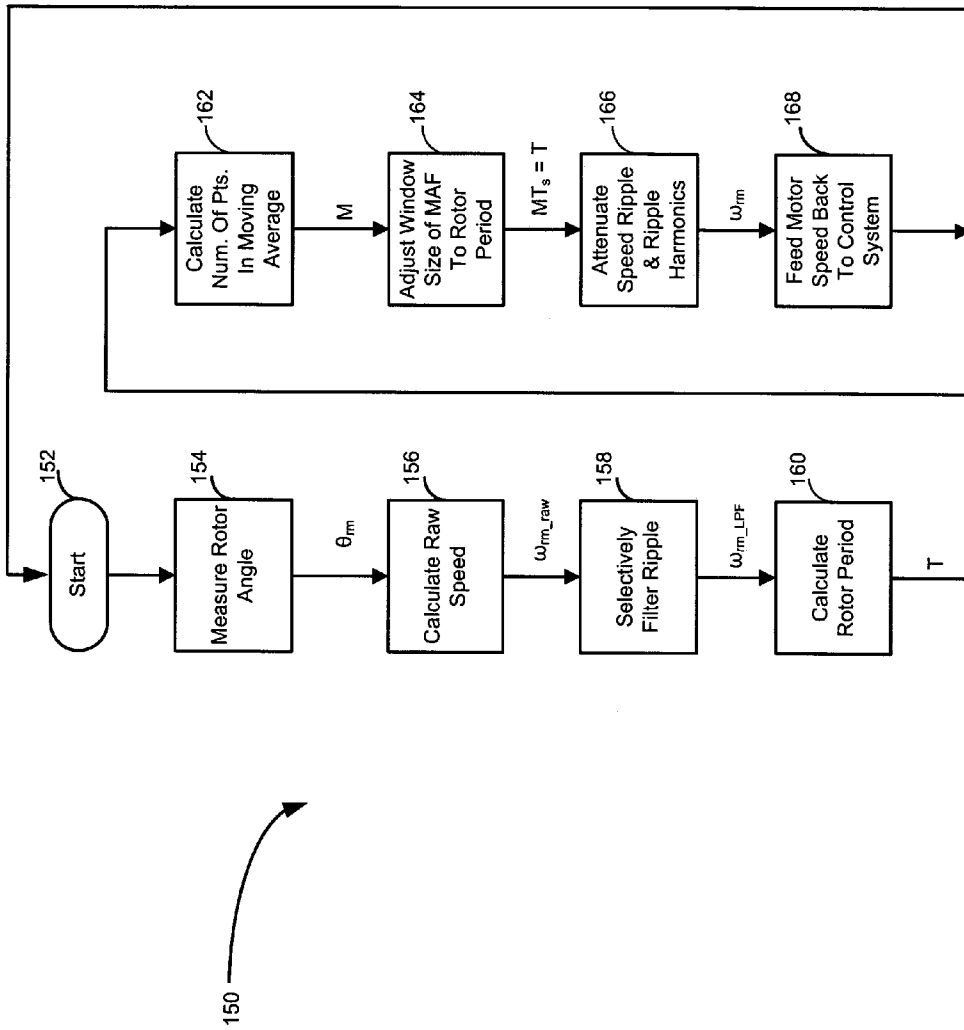 150
152
Start
154
Measure Rotor
Angle
θrm
156
Calculate Raw
Speed
ωrm_raw
158
Selectively
Filter Ripple
ωrm_LPF
160
Calculate
Rotor Period
T
162
Calculate
Num. Of Pts.
In Moving
Average
M
164
Adjust Window
Size of MAF
To Rotor
Period
MTs = T
166
Attenuate
Speed Ripple
& Ripple
Harmonics
ωrm
168
Feed Motor
Speed Back
To Control
System